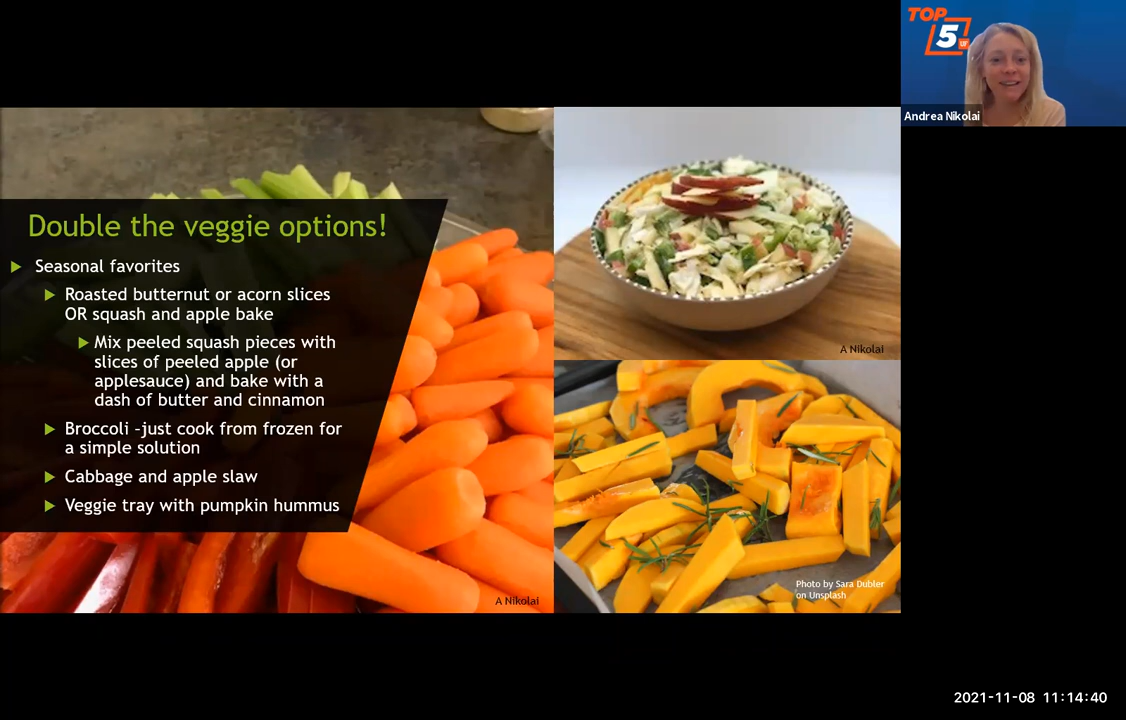 TOP
5
UF
Andrea Nikolai
Double the veggie options!
Seasonal favorites
Roasted butternut or acorn slices
OR squash and apple bake
Mix peeled squash pieces with
slices of peeled apple (or
applesauce) and bake with a
dash of butter and cinnamon
Broccoli -just cook from frozen for
a simple solution
Cabbage and apple slaw
Veggie tray with pumpkin hummus
A Nikolai
A Nikolai
Photo by Sara Dubler
on Unsplash
2021-11-08 11:14:40